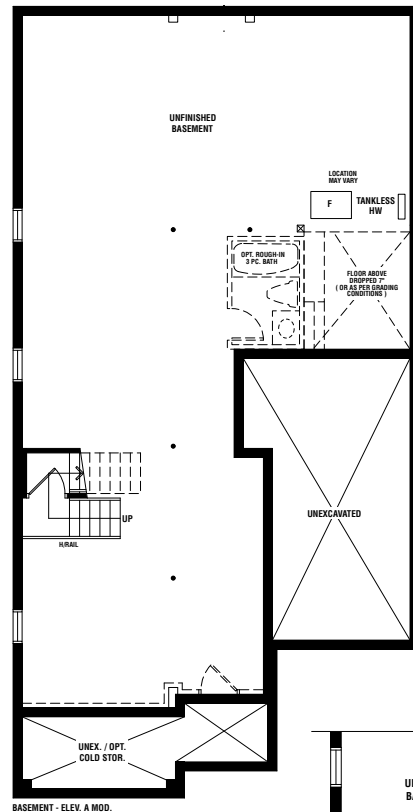 UNFINISHED
BASEMENT
LOCATION
MAY VARY
F
TANKLESS
HW
OPT. ROUGH-IN
3 PC. BATH
FLOOR ABOVE
DROPPED 7"
( OR AS PER GRADING
CONDITIONS )
UNEXCAVATED
UP
H/RAIL
UNEX. / OPT.
COLD STOR.
BASEMENT - ELEV. A MOD.